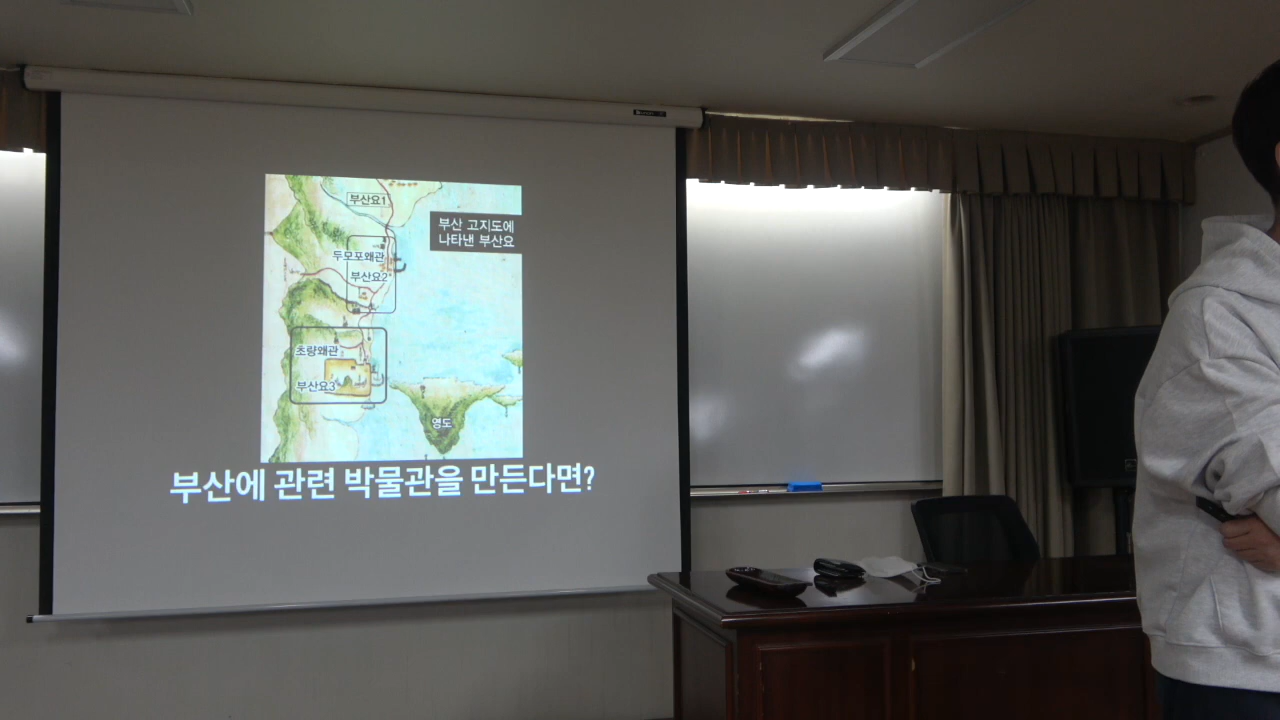 부산요1
부산 고지도에
나타낸 부산요
두모포왜관
부산요2
초량왜관
부산요3
영도
부산에 관련 박물관을 만든다면?